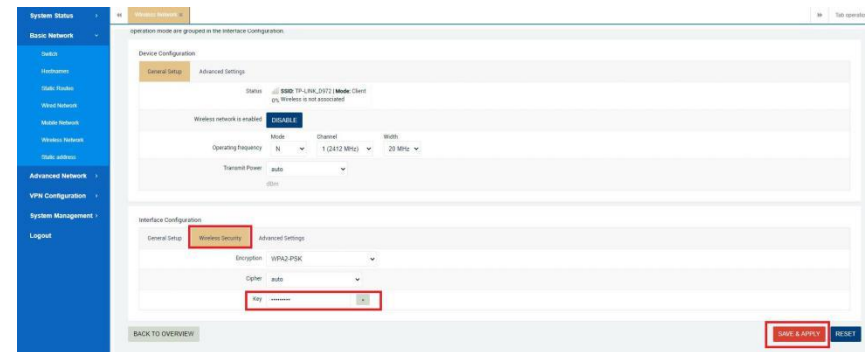 System Status
Wireless Network
Tab operatio
Basic Network
operation mode are grouped in the Interface Configuration.
Switch
Hostnames
Static Routes
Wired Network
Mobile Network
Wireless Network
Static address
Advanced Network
VPN Configuration
System Management
Logout
Device Configuration
General Setup Advanced Settings
Status SSID: TP-LINK_D972 | Mode: Client
0% Wireless is not associated
Wireless network is enabled DISABLE
Mode Channel Width
Operating frequency N 1 (2412 MHz) 20 MHz
Transmit Power auto
dBm
Interface Configuration
General Setup Wireless Security Advanced Settings
Encryption WPA2-PSK
Cipher auto
Key •••••••••
BACK TO OVERVIEW SAVE & APPLY RESET